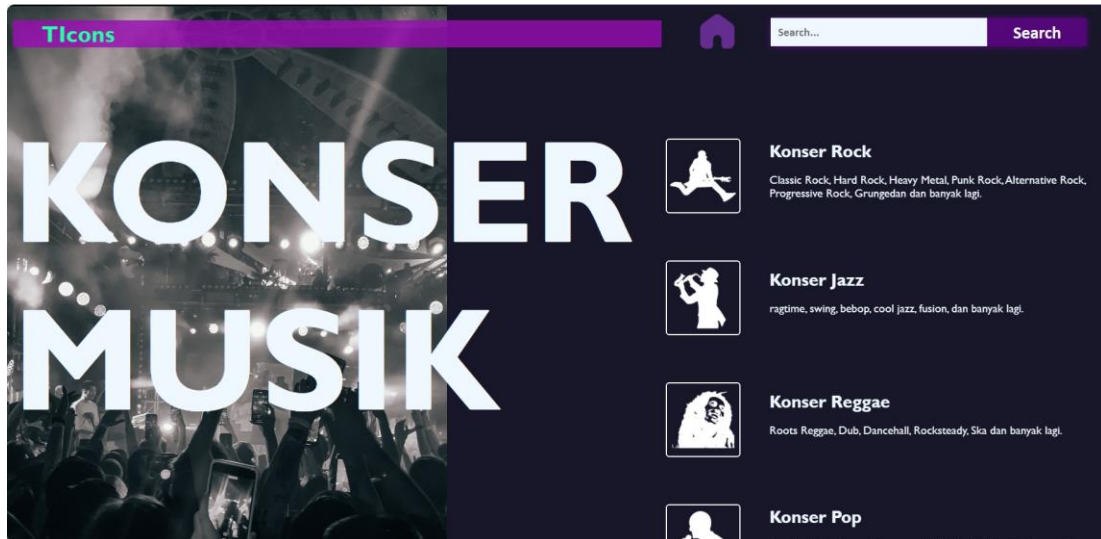 TIcons
Search...
Search
KONSER
MUSIK
Konser Rock
Classic Rock, Hard Rock, Heavy Metal, Punk Rock, Alternative Rock,
Progressive Rock, Grungedan dan banyak lagi.
Konser Jazz
ragtime, swing, bebop, cool jazz, fusion, dan banyak lagi.
Konser Reggae
Roots Reggae, Dub, Dancehall, Rocksteady, Ska dan banyak lagi.
Konser Pop